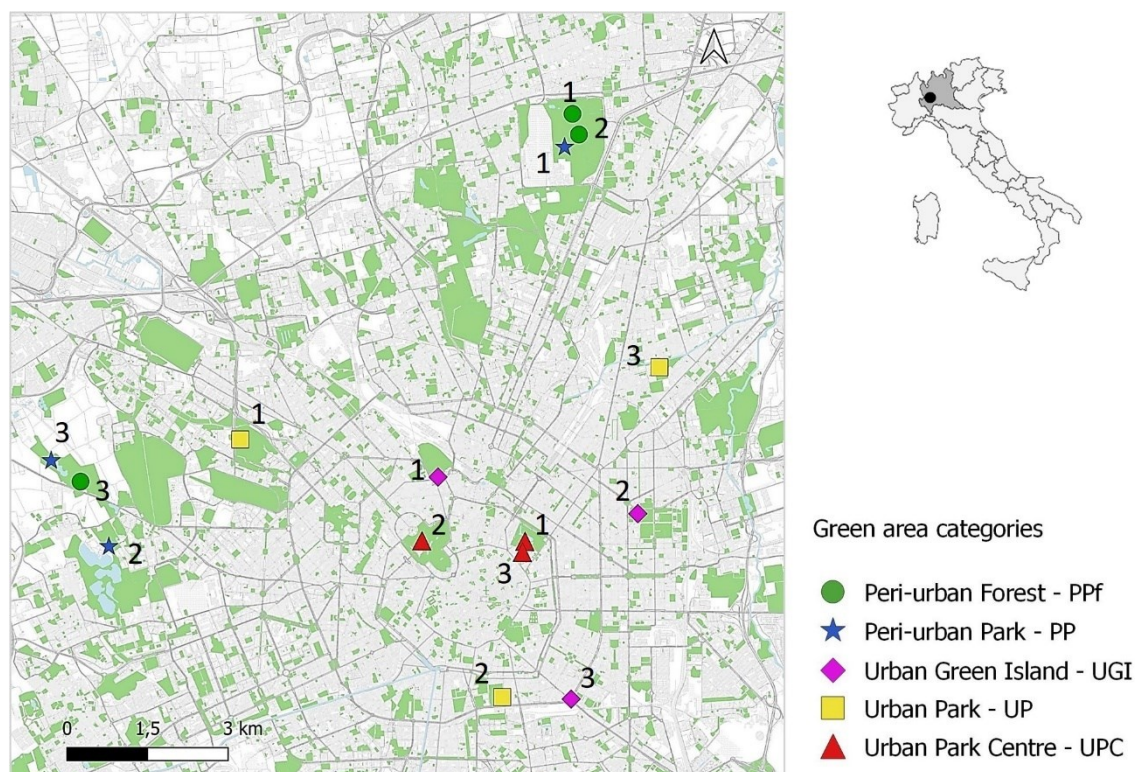 1
2
1
3
1
3
3
2
1
2
2
1
3
2
3
0
1,5
3 km
Green area categories
Peri-urban Forest - PPf
Peri-urban Park - PP
Urban Green Island - UGI
Urban Park - UP
Urban Park Centre - UPC